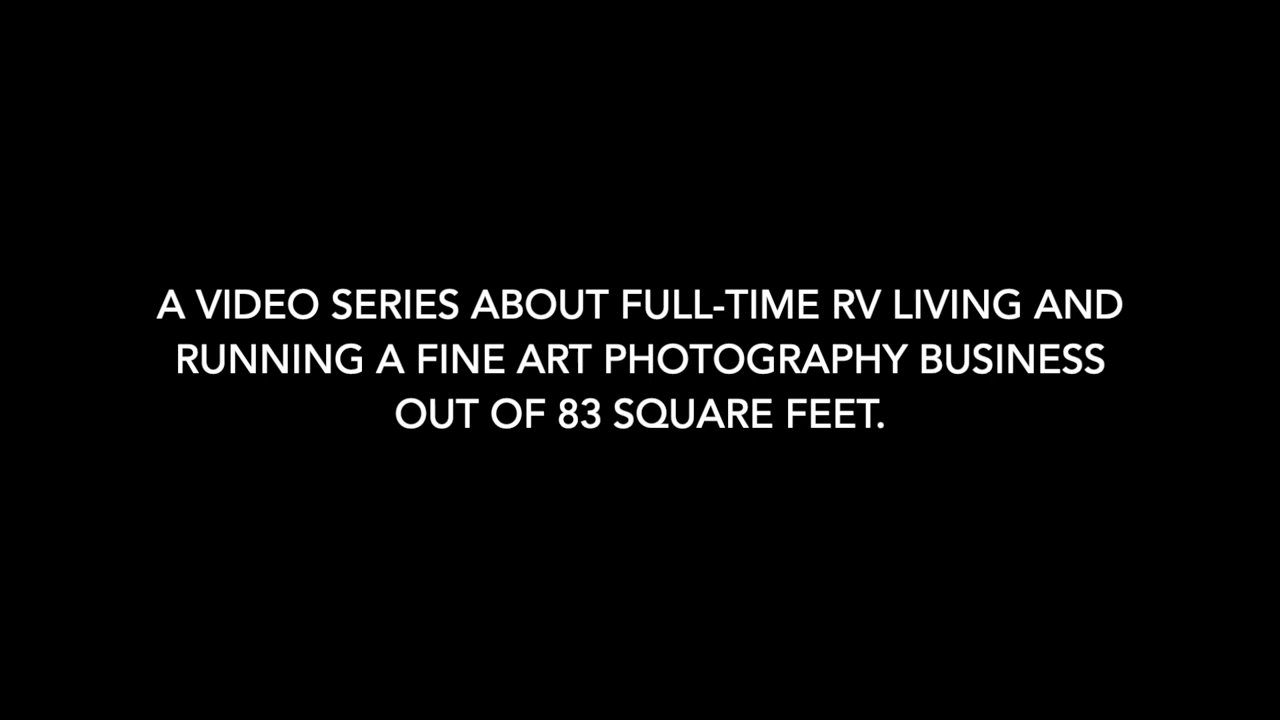 A VIDEO SERIES ABOUT FULL-TIME RV LIVING AND
RUNNING A FINE ART PHOTOGRAPHY BUSINESS
OUT OF 83 SQUARE FEET.